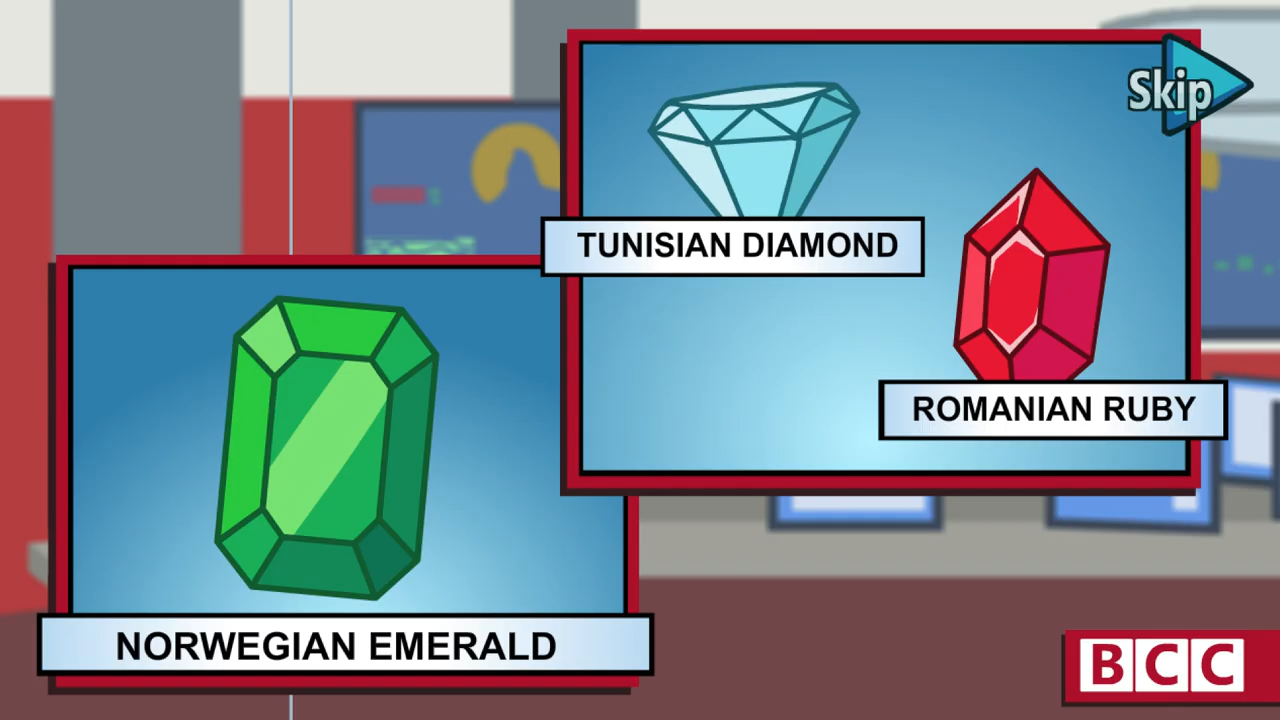 Skip
TUNISIAN DIAMOND
ROMANIAN RUBY
NORWEGIAN EMERALD
BCC